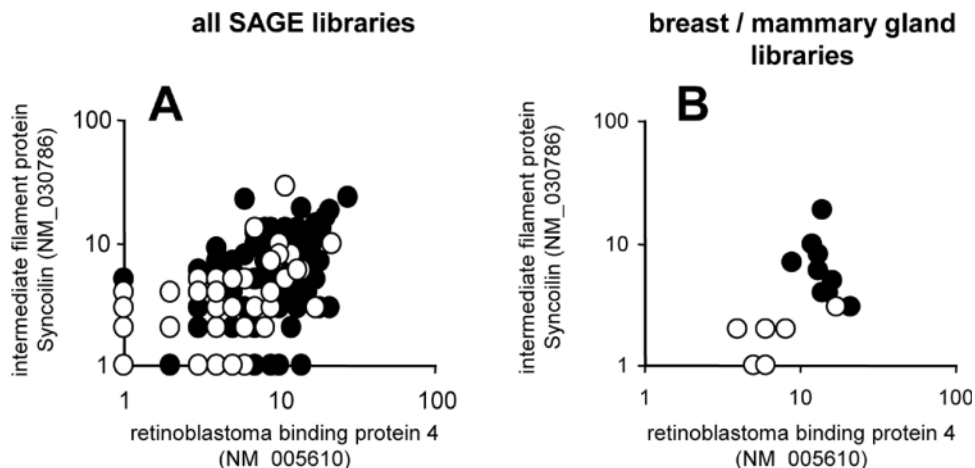 all SAGE libraries
A
intermediate filament protein
Syncoilin (NM_030786)
100
10
1
1
10
100
retinoblastoma binding protein 4
(NM_005610)
breast / mammary gland
libraries
B
intermediate filament protein
Syncoilin (NM_030786)
100
10
1
1
10
100
retinoblastoma binding protein 4
(NM_005610)